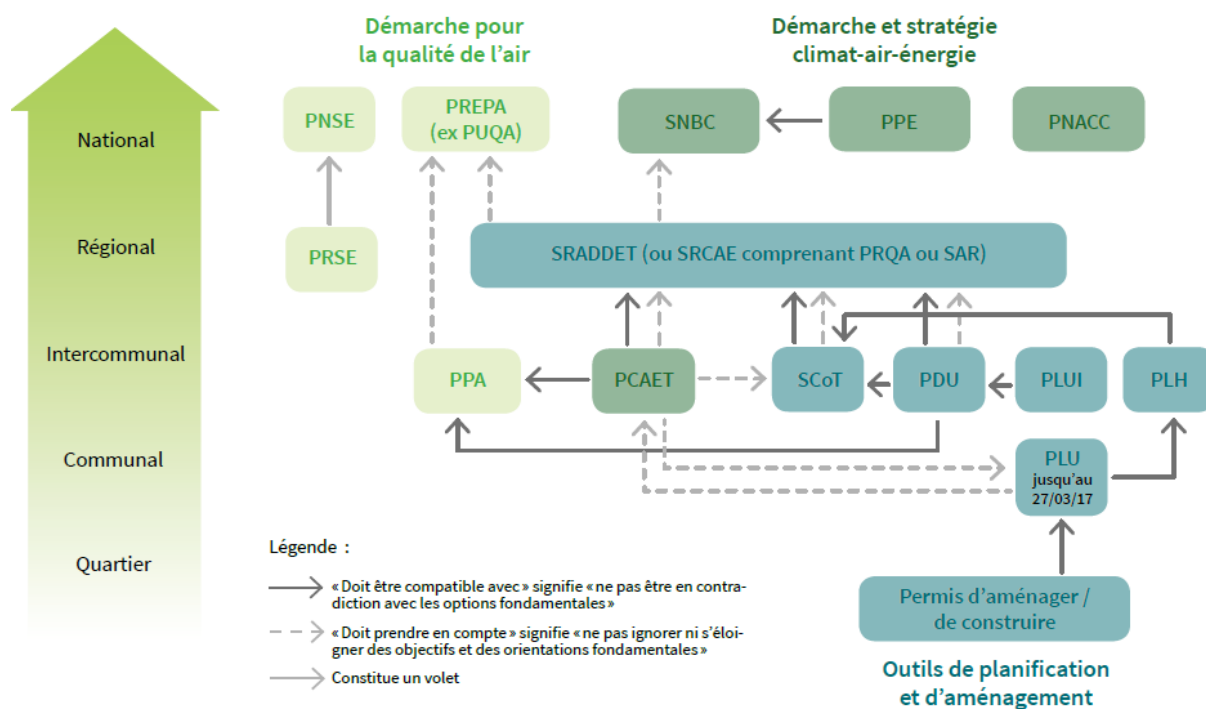 Démarche pour
la qualité de l’air
Démarche et stratégie
climat-air-énergie
National
PNSE
PREPA
(ex PUQA)
SNBC
PPE
PNACC
Régional
PRSE
SRADDET (ou SRCAE comprenant PRQA ou SAR)
Intercommunal
PPA
PCAET
SCoT
PDU
PLUI
PLH
Communal
PLU
jusqu’au
27/03/17
Quartier
Permis d’aménager /
de construire
Outils de planification
et d’aménagement
Légende :
« Doit être compatible avec » signifie « ne pas être en contra-
diction avec les options fondamentales »
« Doit prendre en compte » signifie « ne pas ignorer ni s’éloi-
gner des objectifs et des orientations fondamentales »
Constitue un volet